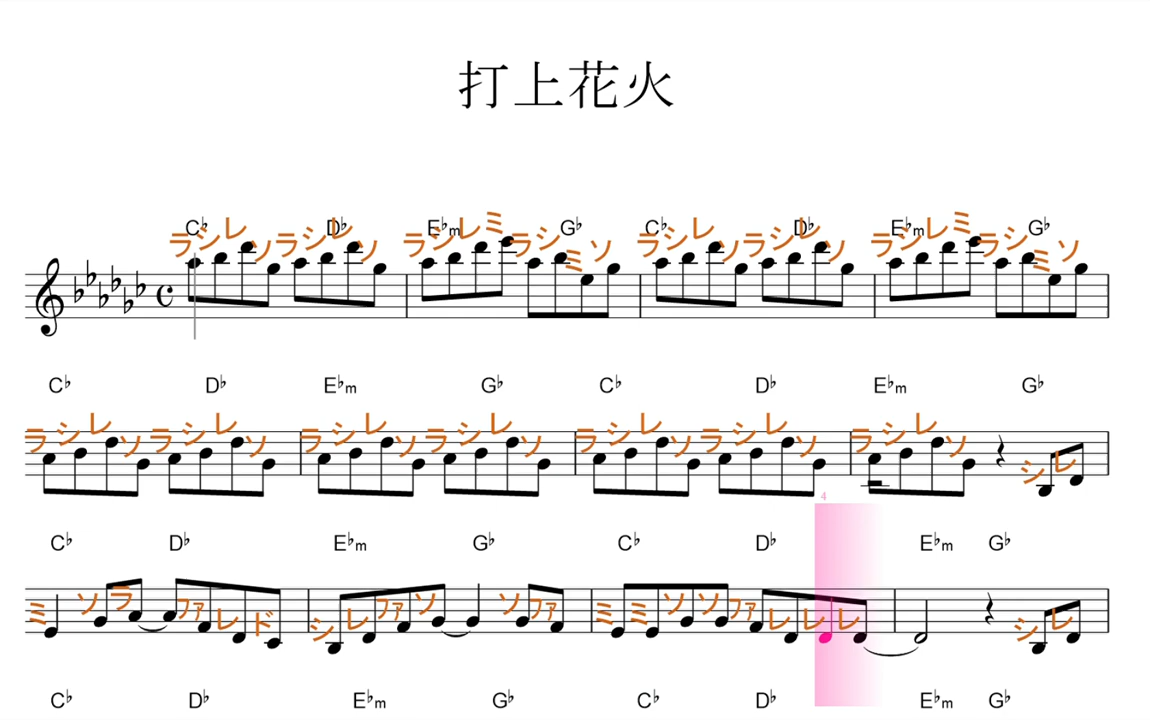 打上花火
C♭ D♭ E♭m G♭ C♭ D♭ E♭m G♭
ラ シ レ ソ ラ シ レ ソ ラ シ レ ミ ラ シ ミ ソ ラ シ レ ソ ラ シ レ ソ ラ シ レ ミ ラ シ ミ ソ
C♭ D♭ E♭m G♭ C♭ D♭ E♭m G♭
ラ シ レ ソ ラ シ レ ソ ラ シ レ ソ ラ シ レ ソ ラ シ レ ソ ラ シ レ ソ ラ シ レ ソ シ レ
4
C♭ D♭ E♭m G♭ C♭ D♭ E♭m G♭
ミ ソ ラ ファ レ ド シ レ ファ ソ ソ ファ ミ ミ ソ ソ ファ レ レ レ シ レ
C♭ D♭ E♭m G♭ C♭ D♭ E♭m G♭